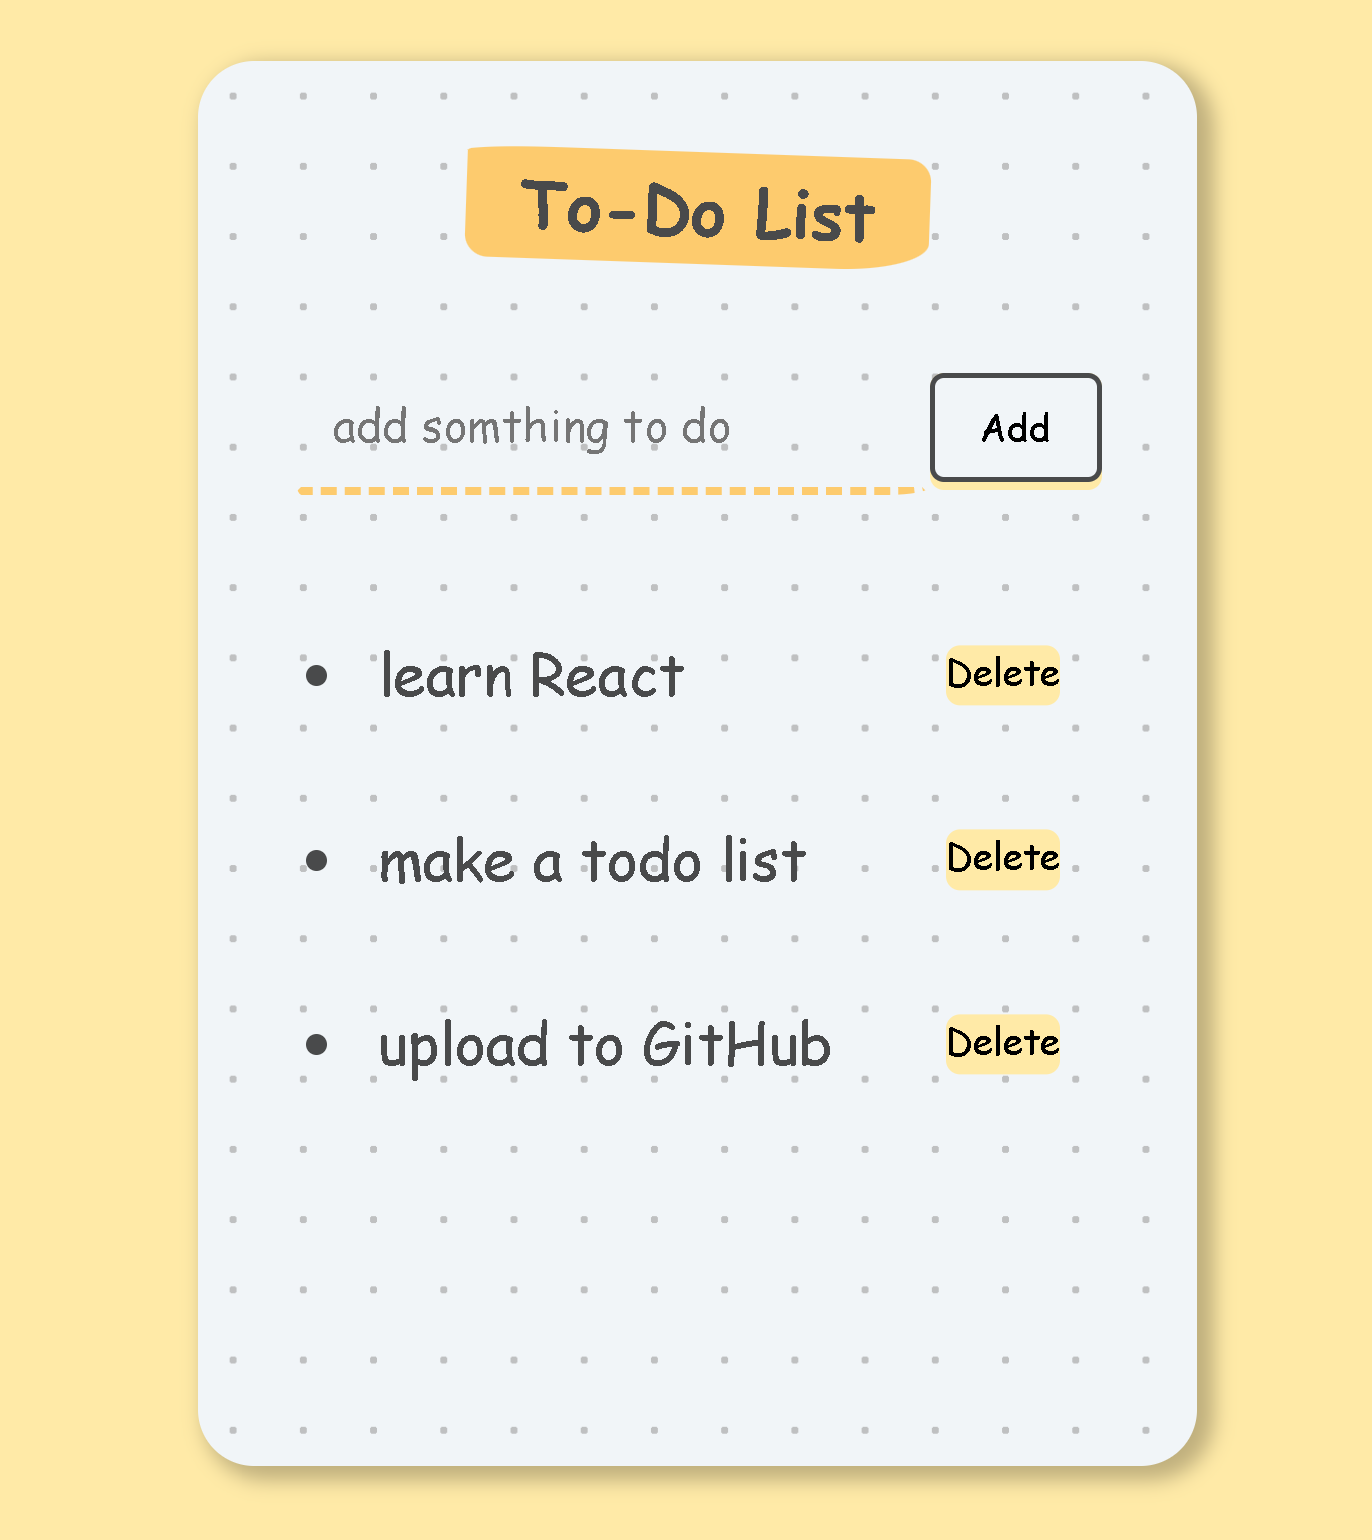 To-Do List
add somthing to do
Add
learn React
Delete
make a todo list
Delete
upload to GitHub
Delete